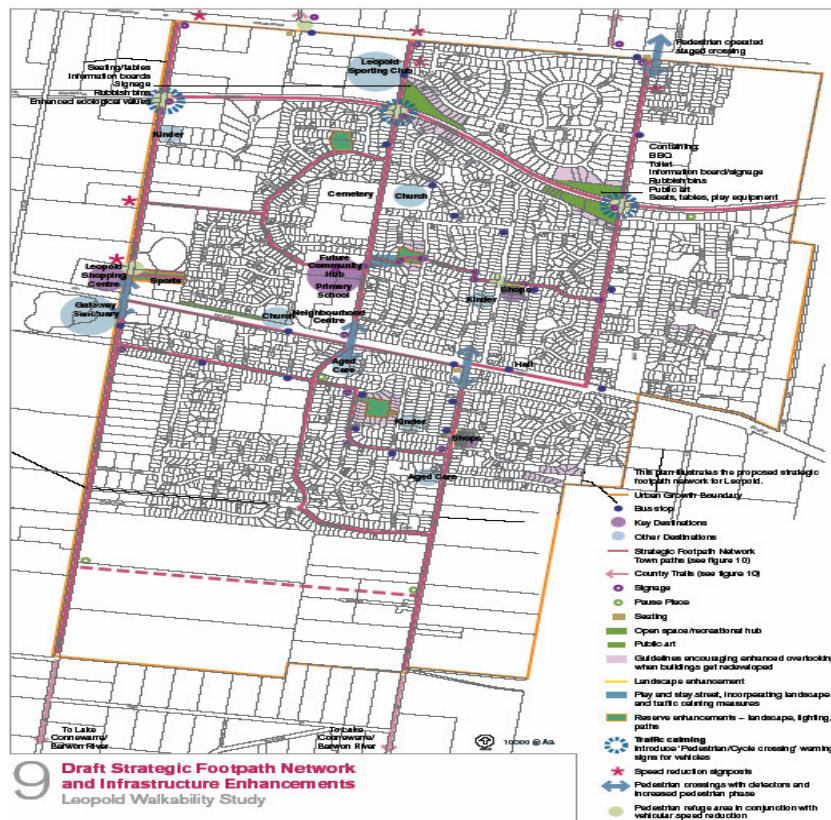 Pedestrian operated
staged crossing
Leopold
Sporting Club
Seating/tables
Information boards
Signage
Rubbish bins
Enhanced ecological values
Kinder
Containing:
BBQ
Toilet
Information board/signage
Rubbish bins
Public art
Seats, tables, play equipment
Cemetery
Church
Future
Community
Hub
Primary
School
Leopold
Shopping
Centre
Sports
Gateway
Sanctuary
Church
Neighbourhood
Centre
Kinder
Shops
Aged
Care
Hall
Kinder
Shops
Aged Care
This plan illustrates the proposed strategic
footpath network for Leopold.
Urban Growth Boundary
Bus stop
Key Destinations
Other Destinations
Strategic Footpath Network
Town paths (see figure 10)
Country Trails (see figure 10)
Signage
Pause Place
Seating
Open space/recreational hub
Public art
Guidelines encouraging enhanced overlooking
when buildings get redeveloped
Landscape enhancement
Play and stay street, incorporating landscape
and traffic calming measures
Reserve enhancements – landscape, lighting,
paths
Traffic calming
Introduce 'Pedestrian/Cycle crossing' warning
signs for vehicles
Speed reduction signposts
Pedestrian crossings with detectors and
increased pedestrian phase
Pedestrian refuge area in conjunction with
vehicular speed reduction
To Lake
Connewarre/
Barwon River
To Lake
Connewarre/
Barwon River
@ A3
9 Draft Strategic Footpath Network
and Infrastructure Enhancements
Leopold Walkability Study